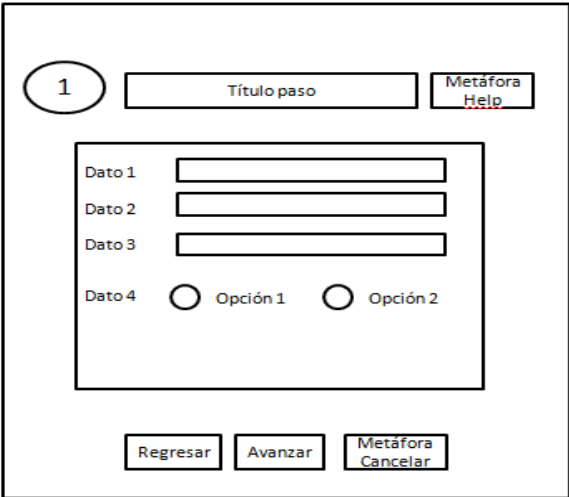 1
Título paso
Metáfora
Help
Dato 1
Dato 2
Dato 3
Dato 4
Opción 1
Opción 2
Regresar
Avanzar
Metáfora
Cancelar